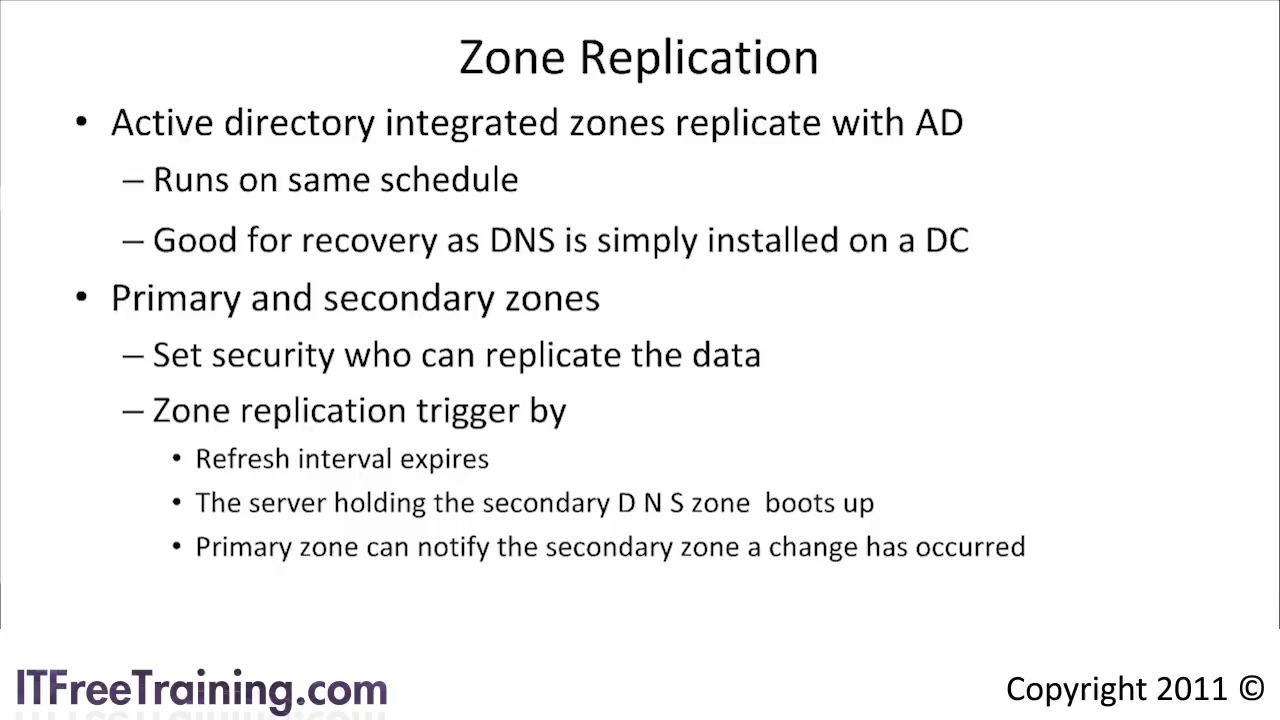 Zone Replication
• Active directory integrated zones replicate with AD
– Runs on same schedule
– Good for recovery as DNS is simply installed on a DC
• Primary and secondary zones
– Set security who can replicate the data
– Zone replication trigger by
• Refresh interval expires
• The server holding the secondary D N S zone  boots up
• Primary zone can notify the secondary zone a change has occurred
ITFreeTraining.com
Copyright 2011 ©